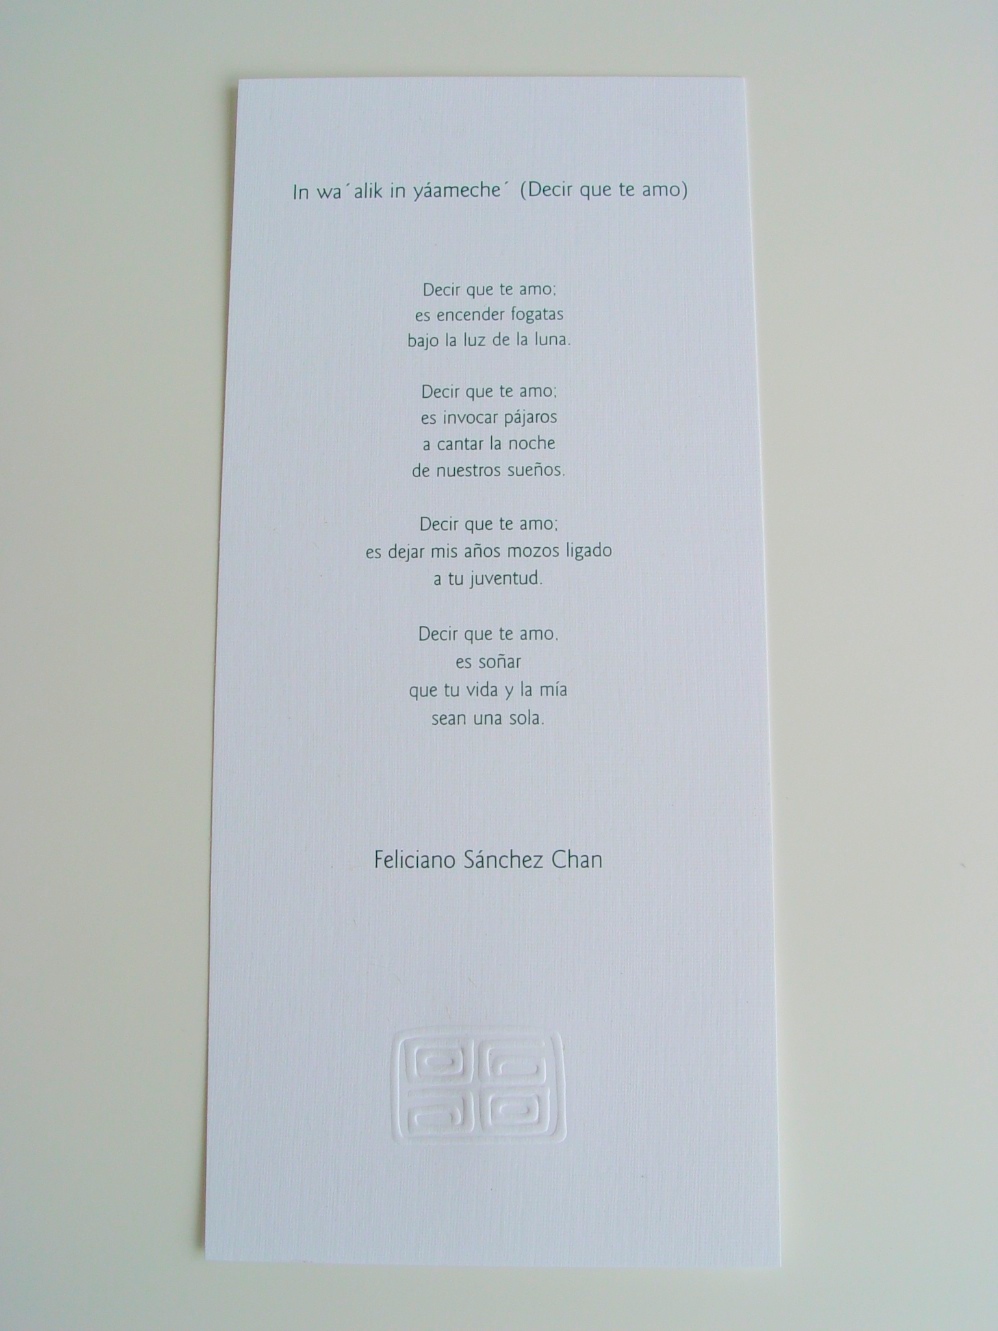 In wa´alik in yáameche´ (Decir que te amo)
Decir que te amo;
es encender fogatas
bajo la luz de la luna.
Decir que te amo;
es invocar pájaros
a cantar la noche
de nuestros sueños.
Decir que te amo;
es dejar mis años mozos ligado
a tu juventud.
Decir que te amo,
es soñar
que tu vida y la mía
sean una sola.
Feliciano Sánchez Chan